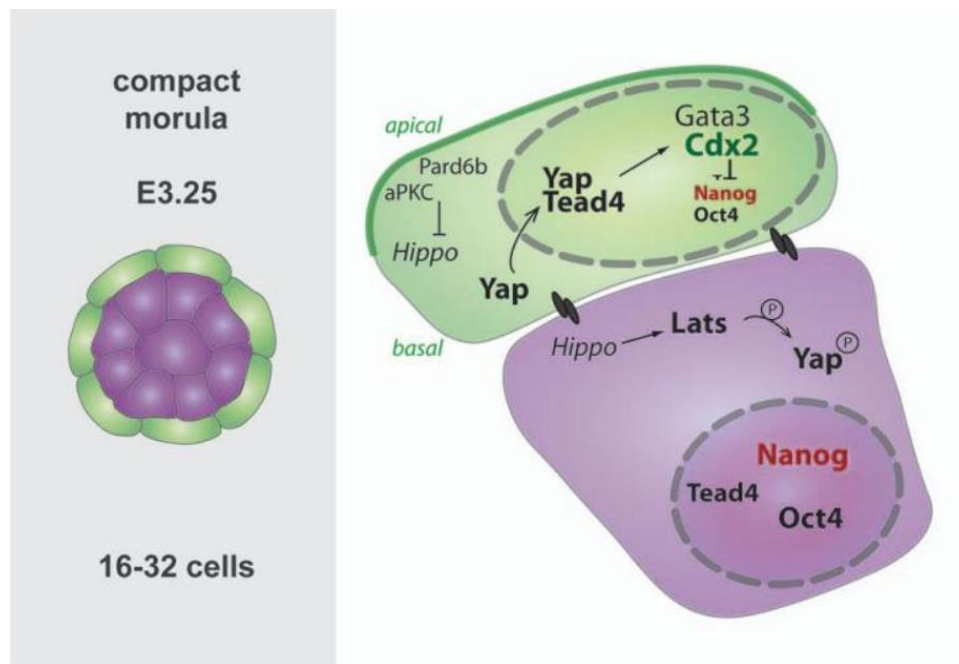 compact
morula
E3.25
16-32 cells
apical
Pard6b
aPKC
Hippo
Yap
basal
Yap
Tead4
Gata3
Cdx2
Nanog
Oct4
Hippo
Lats
P
Yap
P
Nanog
Tead4
Oct4